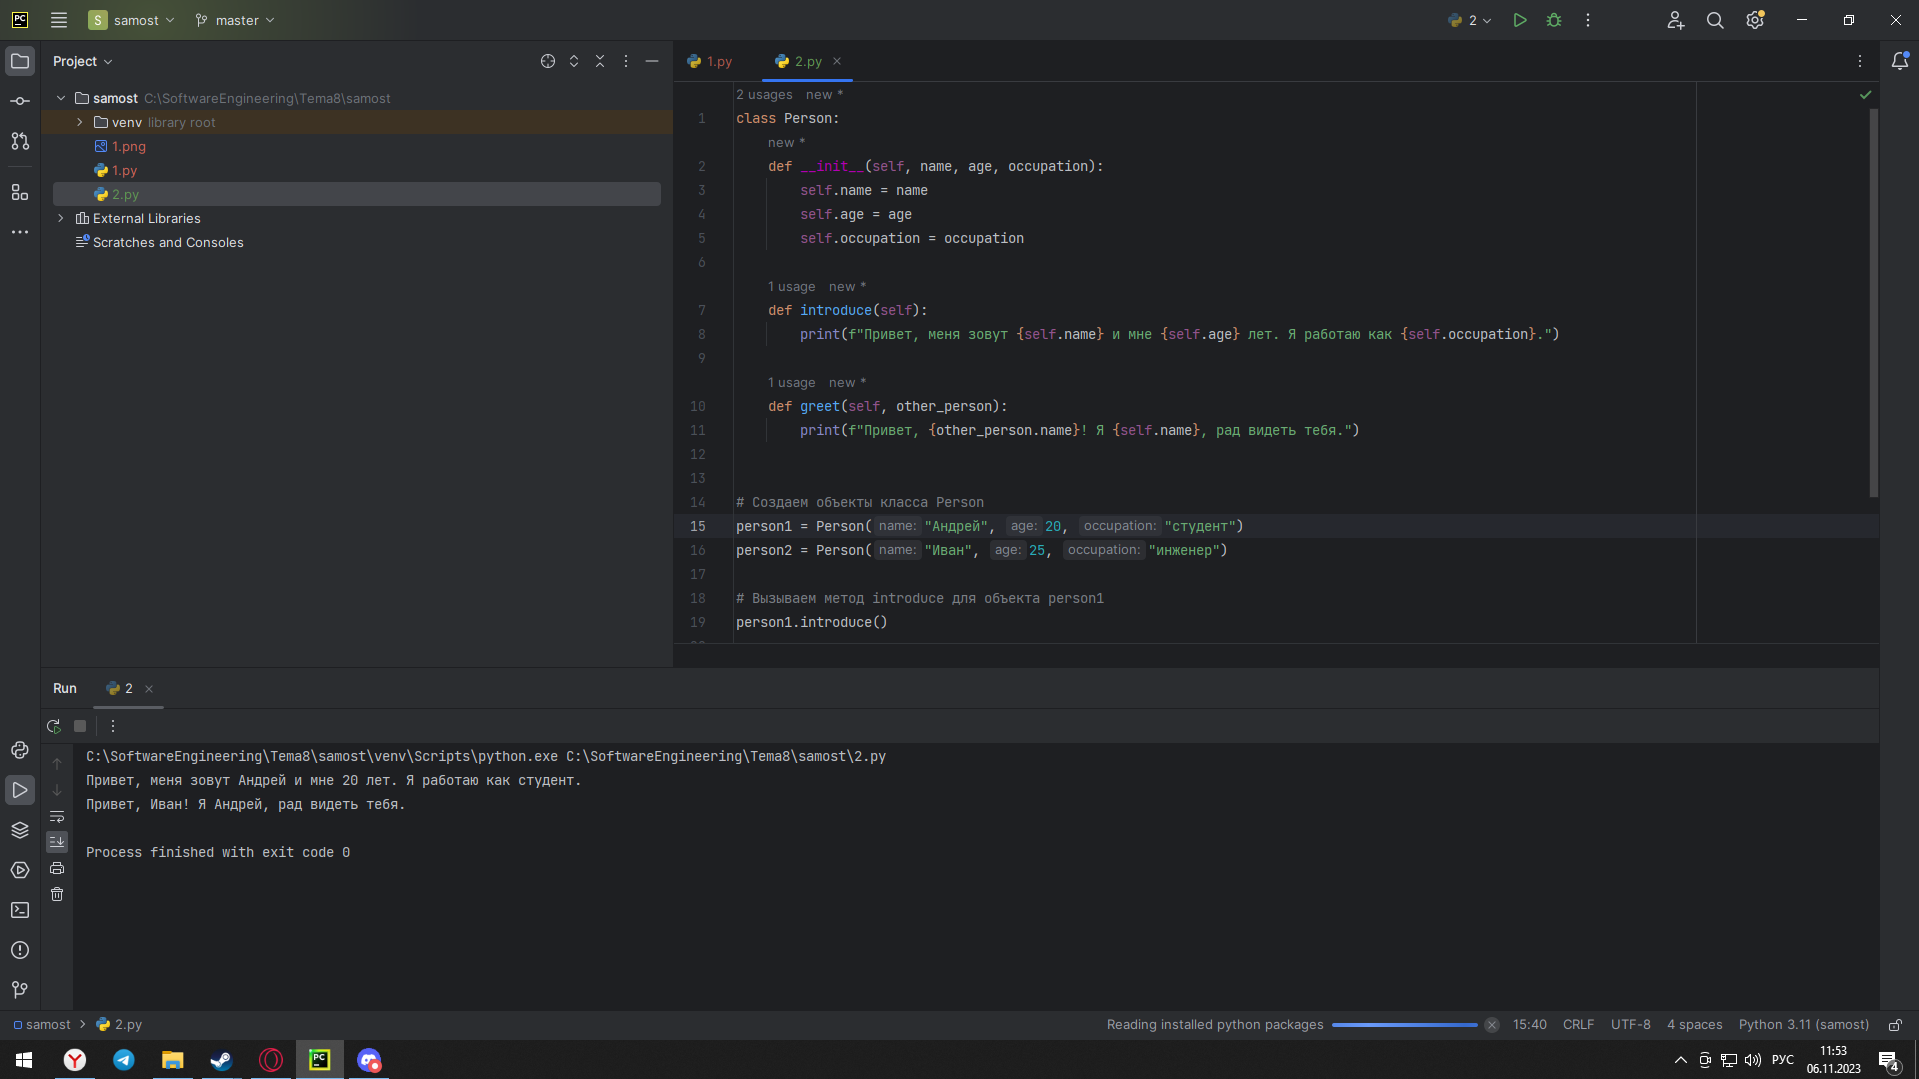 PC S samost master 2
Project
samost C:\SoftwareEngineering\Tema8\samost
venv library root
1.png
1.py
2.py
External Libraries
Scratches and Consoles
1.py 2.py
2 usages new *
1 class Person:
new *
2 def __init__(self, name, age, occupation):
3 self.name = name
4 self.age = age
5 self.occupation = occupation
6
1 usage new *
7 def introduce(self):
8 print(f"Привет, меня зовут {self.name} и мне {self.age} лет. Я работаю как {self.occupation}.")
9
1 usage new *
10 def greet(self, other_person):
11 print(f"Привет, {other_person.name}! Я {self.name}, рад видеть тебя.")
12
13
14 # Создаем объекты класса Person
15 person1 = Person( name: "Андрей", age: 20, occupation: "студент")
16 person2 = Person( name: "Иван", age: 25, occupation: "инженер")
17
18 # Вызываем метод introduce для объекта person1
19 person1.introduce()
Run 2
C:\SoftwareEngineering\Tema8\samost\venv\Scripts\python.exe C:\SoftwareEngineering\Tema8\samost\2.py
Привет, меня зовут Андрей и мне 20 лет. Я работаю как студент.
Привет, Иван! Я Андрей, рад видеть тебя.
Process finished with exit code 0
samost 2.py Reading installed python packages 15:40 CRLF UTF-8 4 spaces Python 3.11 (samost)
PC РУС 11:53
06.11.2023 4